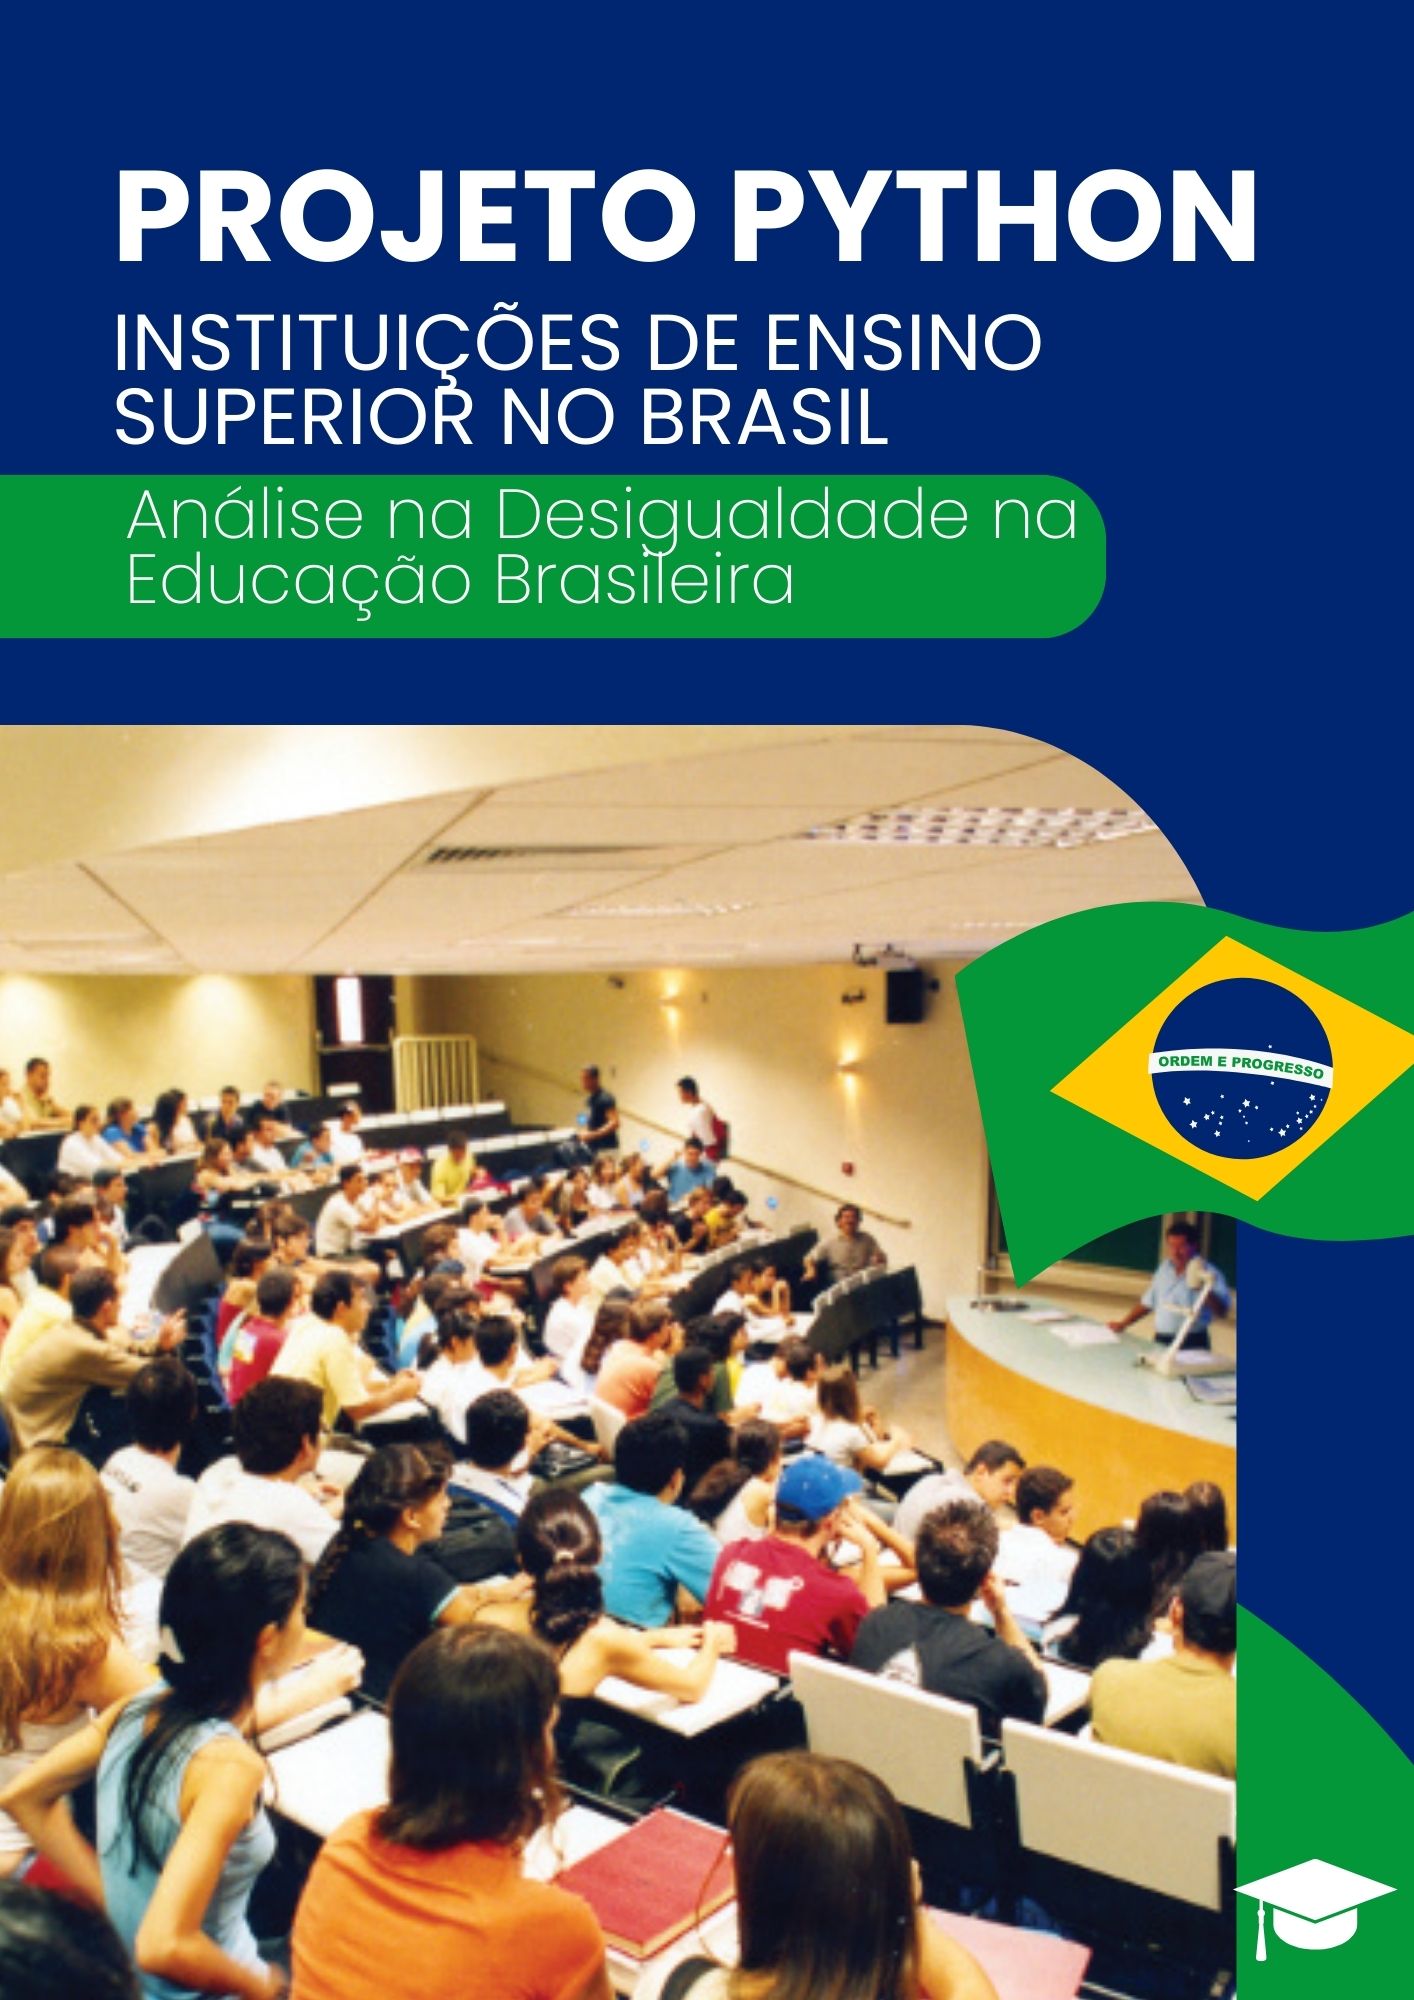 PROJETO PYTHON
INSTITUIÇÕES DE ENSINO
SUPERIOR NO BRASIL
Análise na Desigualdade na
Educação Brasileira
ORDEM E PROGRESSO